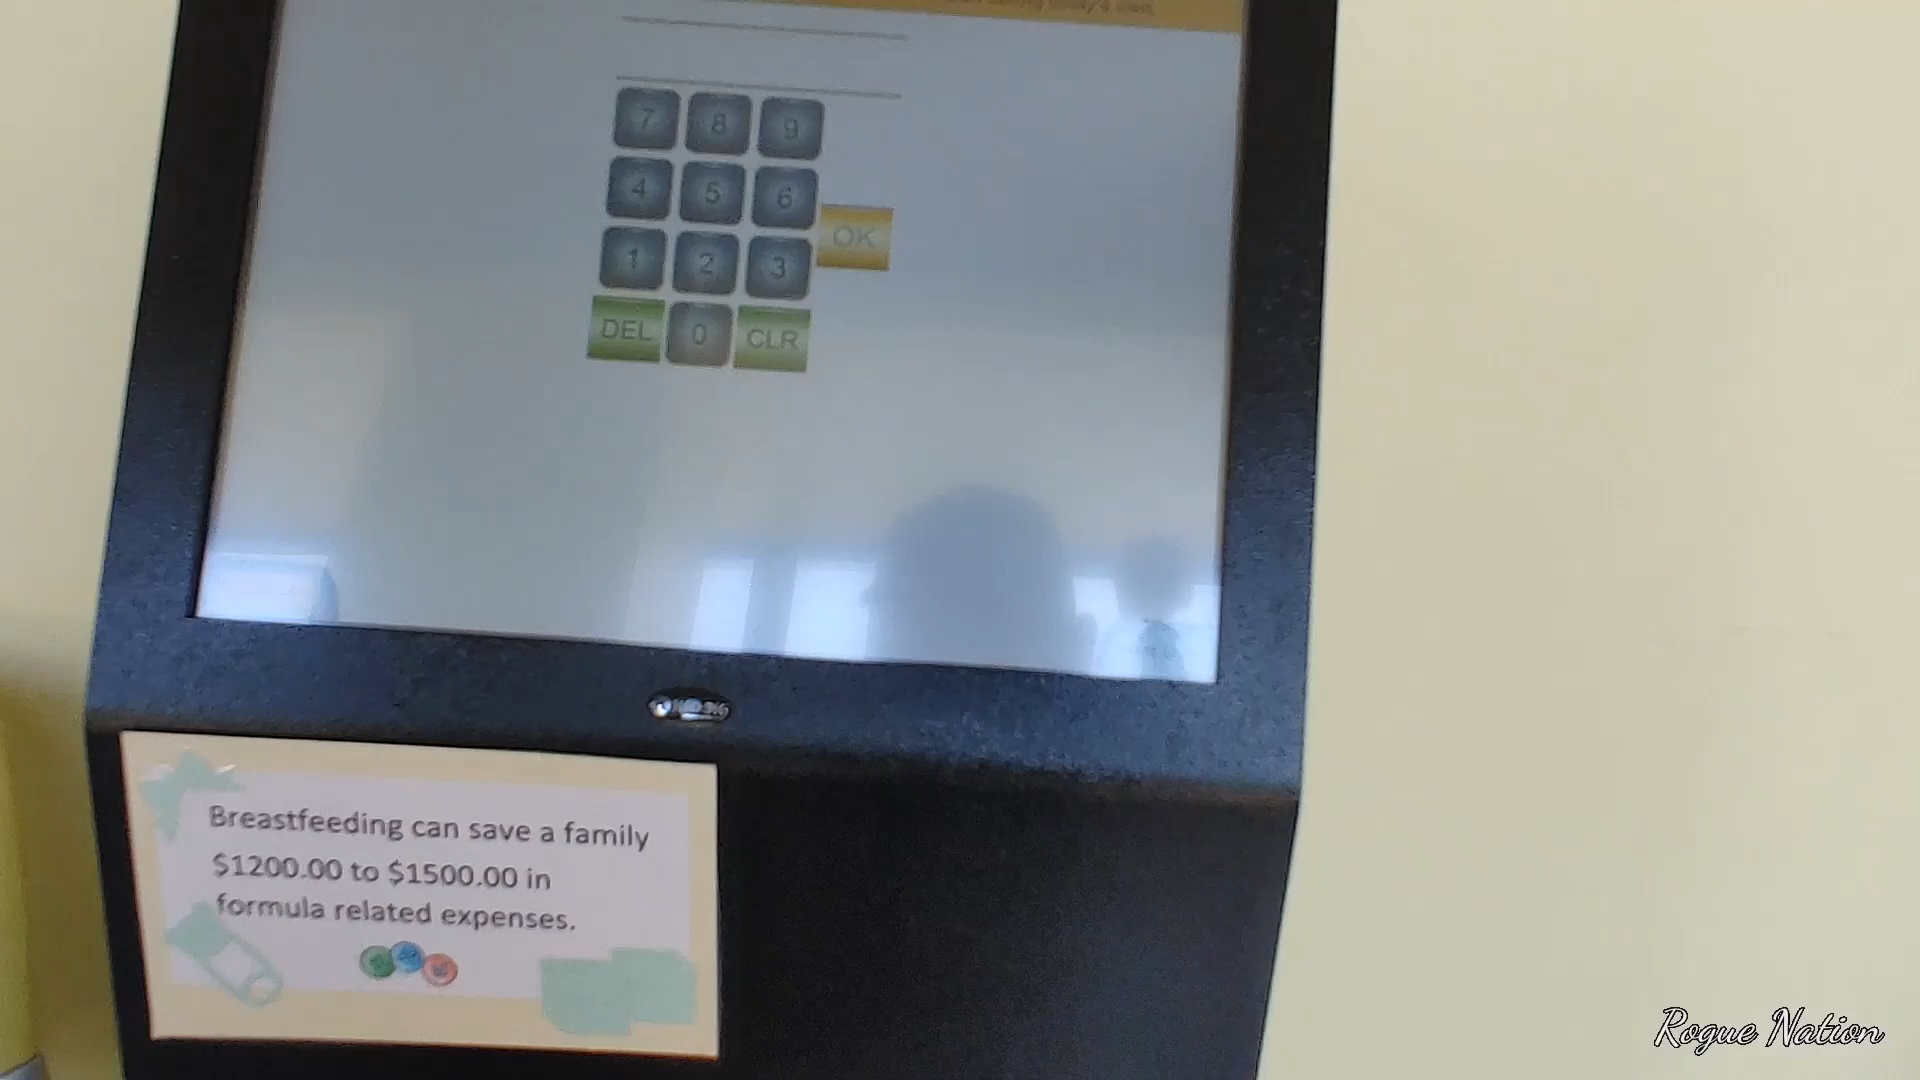 7 8 9
4 5 6
OK
1 2 3
DEL 0 CLR
Breastfeeding can save a family
$1200.00 to $1500.00 in
formula related expenses.
Rogue Nation